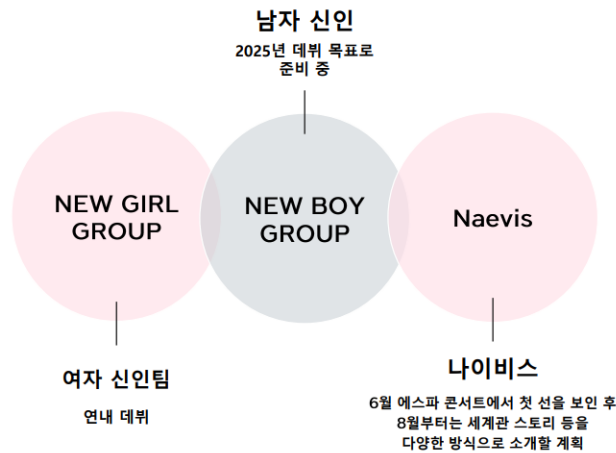 남자 신인
2025년 데뷔 목표로
준비 중
NEW GIRL
GROUP
NEW BOY
GROUP
Naevis
여자 신인팀
연내 데뷔
나이비스
6월 에스파 콘서트에서 첫 선을 보인 후
8월부터는 세계관 스토리 등을
다양한 방식으로 소개할 계획